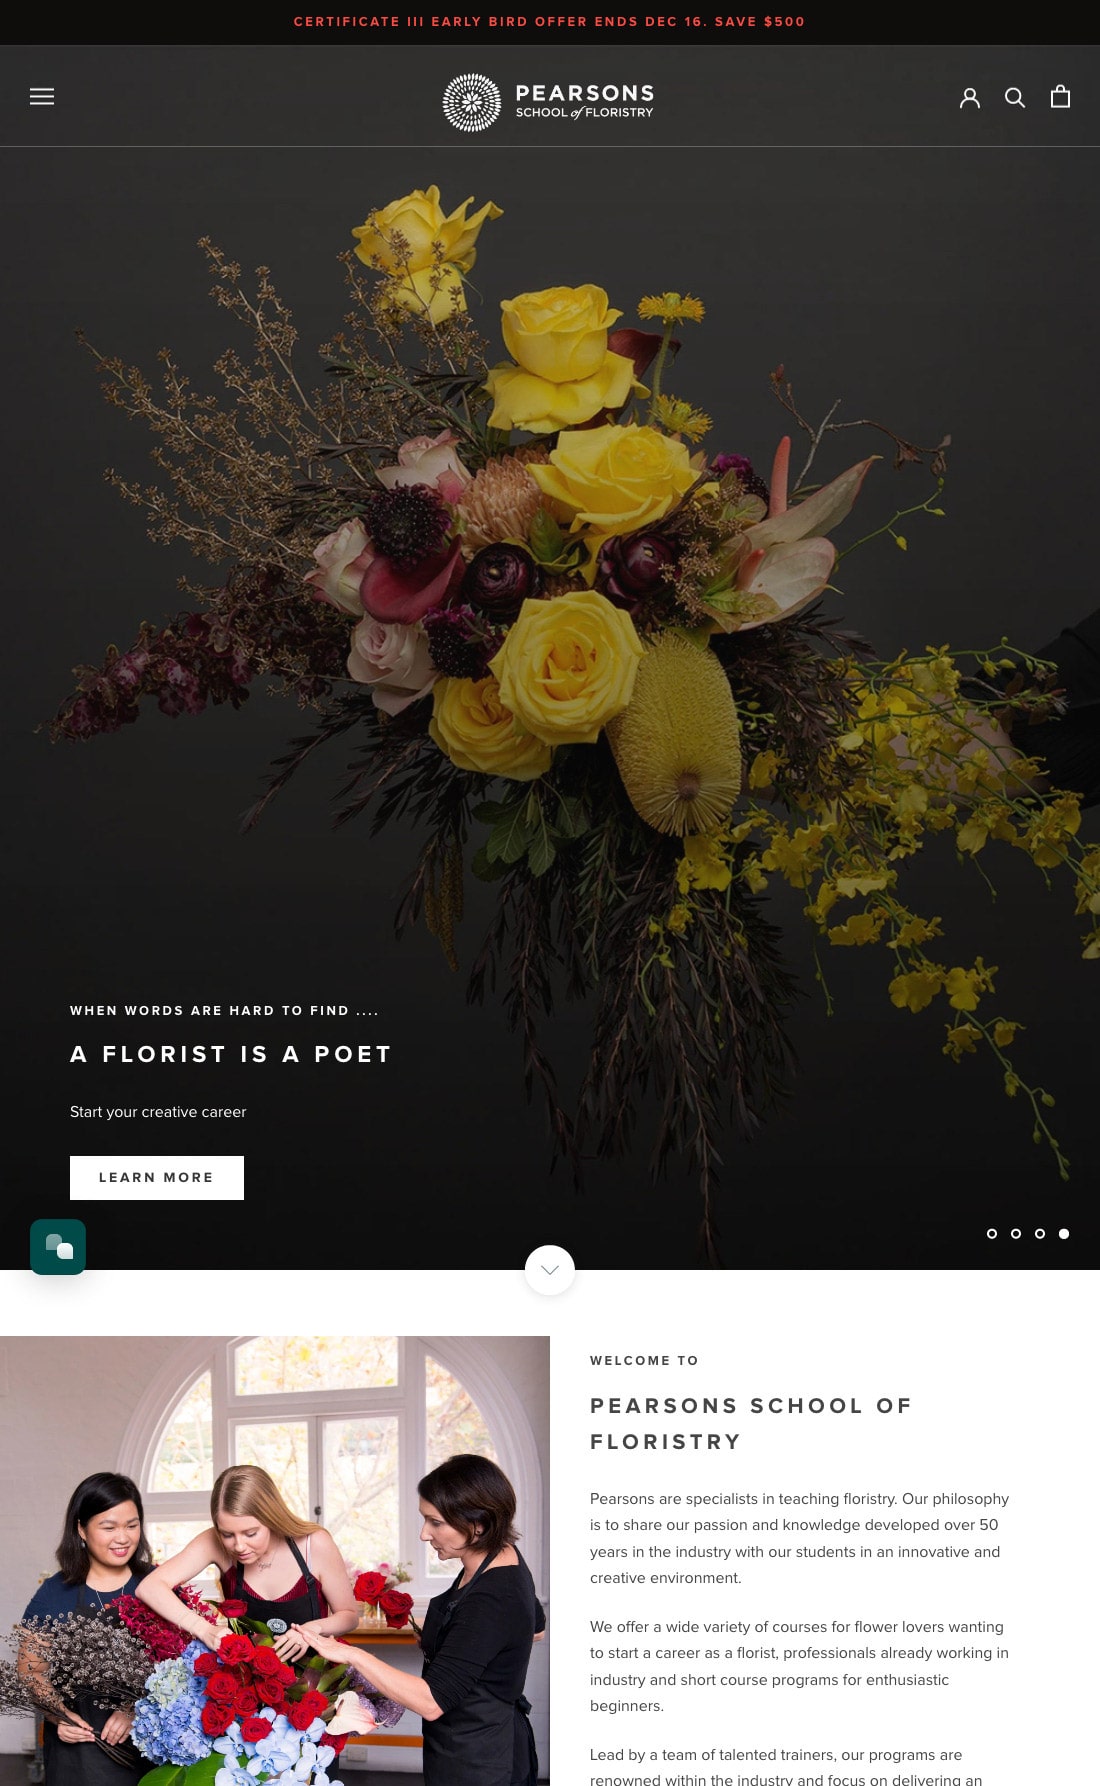 CERTIFICATE III EARLY BIRD OFFER ENDS DEC 16. SAVE $500
PEARSONS
SCHOOL of FLORISTRY
WHEN WORDS ARE HARD TO FIND ....
A FLORIST IS A POET
Start your creative career
LEARN MORE
WELCOME TO
PEARSONS SCHOOL OF
FLORISTRY
Pearsons are specialists in teaching floristry. Our philosophy
is to share our passion and knowledge developed over 50
years in the industry with our students in an innovative and
creative environment.
We offer a wide variety of courses for flower lovers wanting
to start a career as a florist, professionals already working in
industry and short course programs for enthusiastic
beginners.
Lead by a team of talented trainers, our programs are
renowned within the industry and focus on delivering an